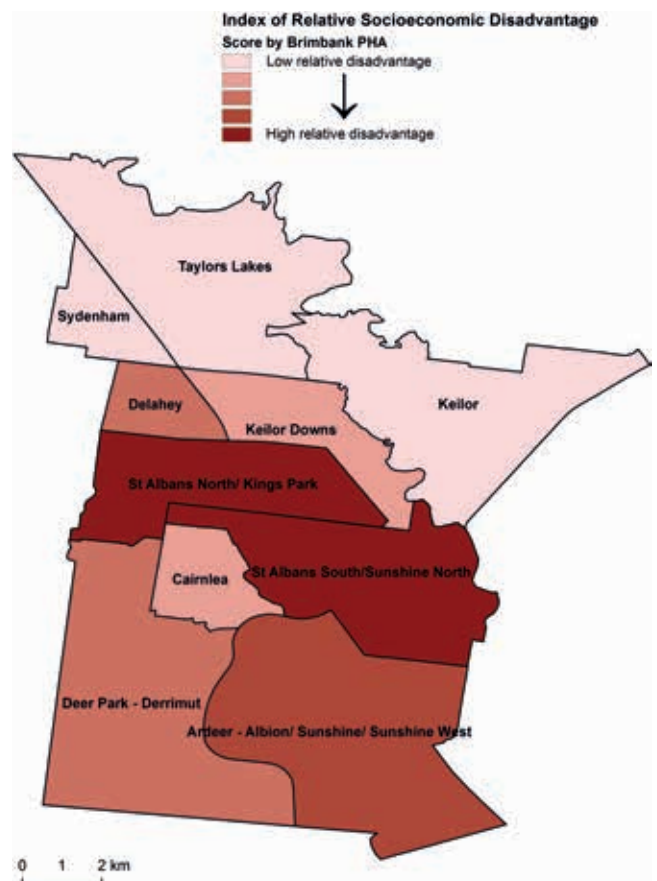 Index of Relative Socioeconomic Disadvantage
Score by Brimbank PHA
Low relative disadvantage
High relative disadvantage
Taylors Lakes
Sydenham
Keilor
Delahey
Keilor Downs
St Albans North/ Kings Park
St Albans South/Sunshine North
Cairnlea
Deer Park - Derrimut
Ardeer - Albion/ Sunshine/ Sunshine West
0 1 2 km